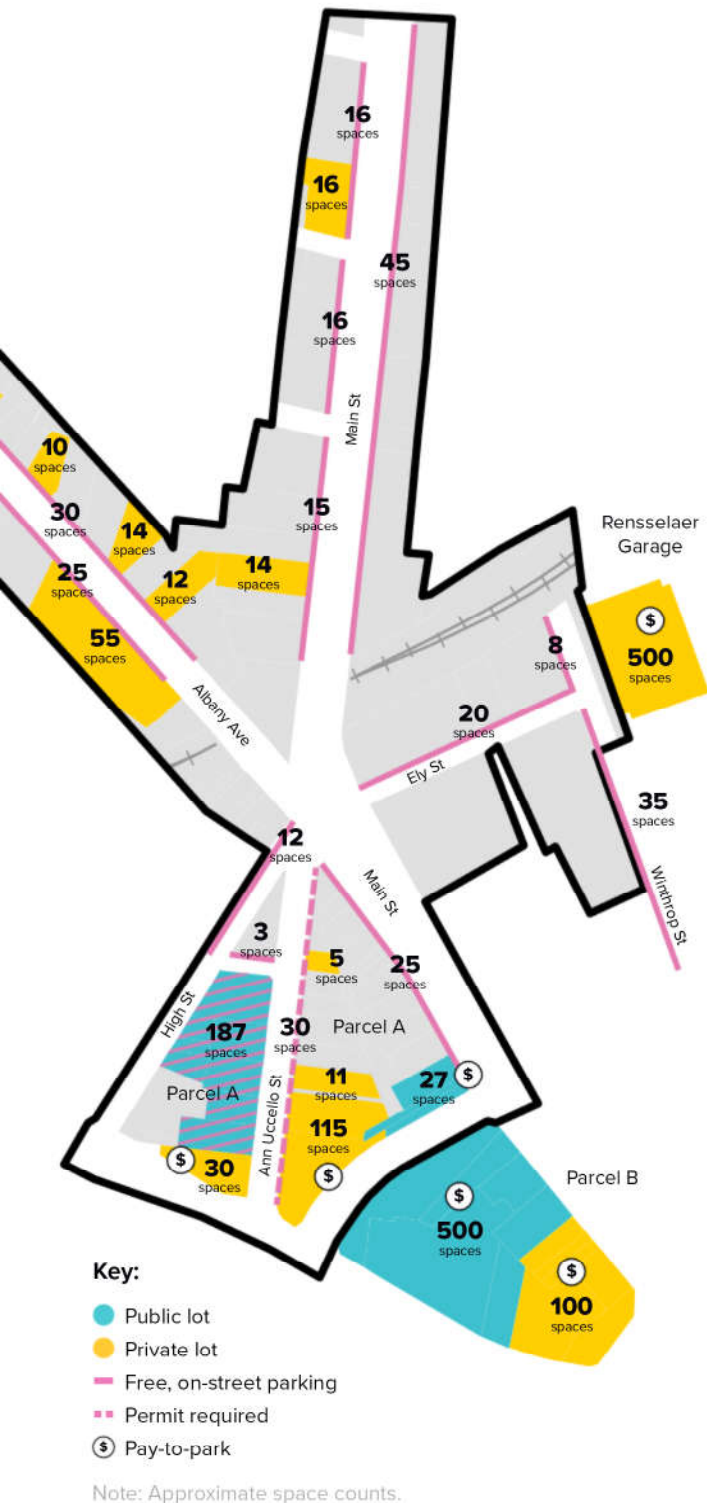 16
spaces
16
spaces
45
spaces
16
spaces
Main St
10
spaces
30
spaces
14
spaces
15
spaces
Rensselaer
Garage
25
spaces
12
spaces
14
spaces
$
500
spaces
55
spaces
8
spaces
Albany Ave
20
spaces
Ely St
35
spaces
12
spaces
Main St
Winthrop St
3
spaces
5
spaces
25
spaces
High St
187
spaces
30
spaces
Parcel A
Parcel A
11
spaces
27
spaces
$
Ann Uccello St
115
spaces
$
30
spaces
$
Parcel B
$
500
spaces
$
100
spaces
Key:
Public lot
Private lot
Free, on-street parking
Permit required
$ Pay-to-park
Note: Approximate space counts.